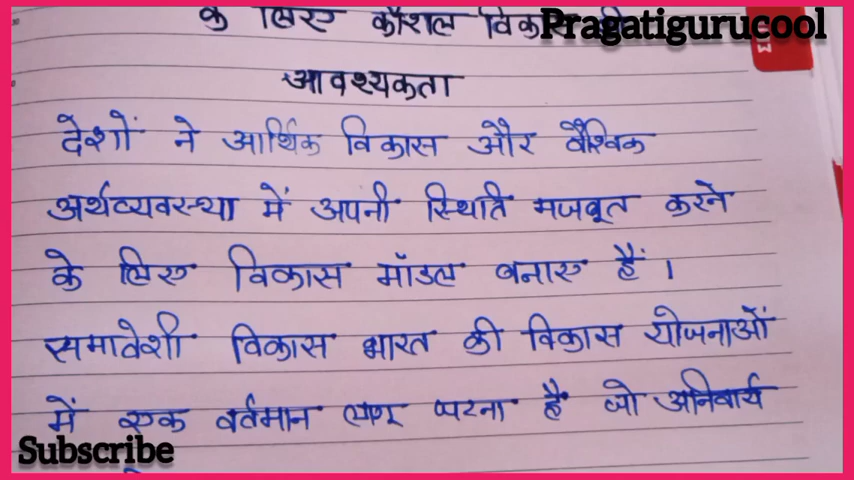 के लिए कौशल विकास की
Pragatigurucool
आवश्यकता
देशों ने आर्थिक विकास और वैश्विक
अर्थव्यवस्था में अपनी स्थिति मजबूत करने
के लिए विकास मॉडल बनाए हैं।
समावेशी विकास भारत की विकास योजनाओं
में एक वर्तमान है जो अनिवार्य
Subscribe